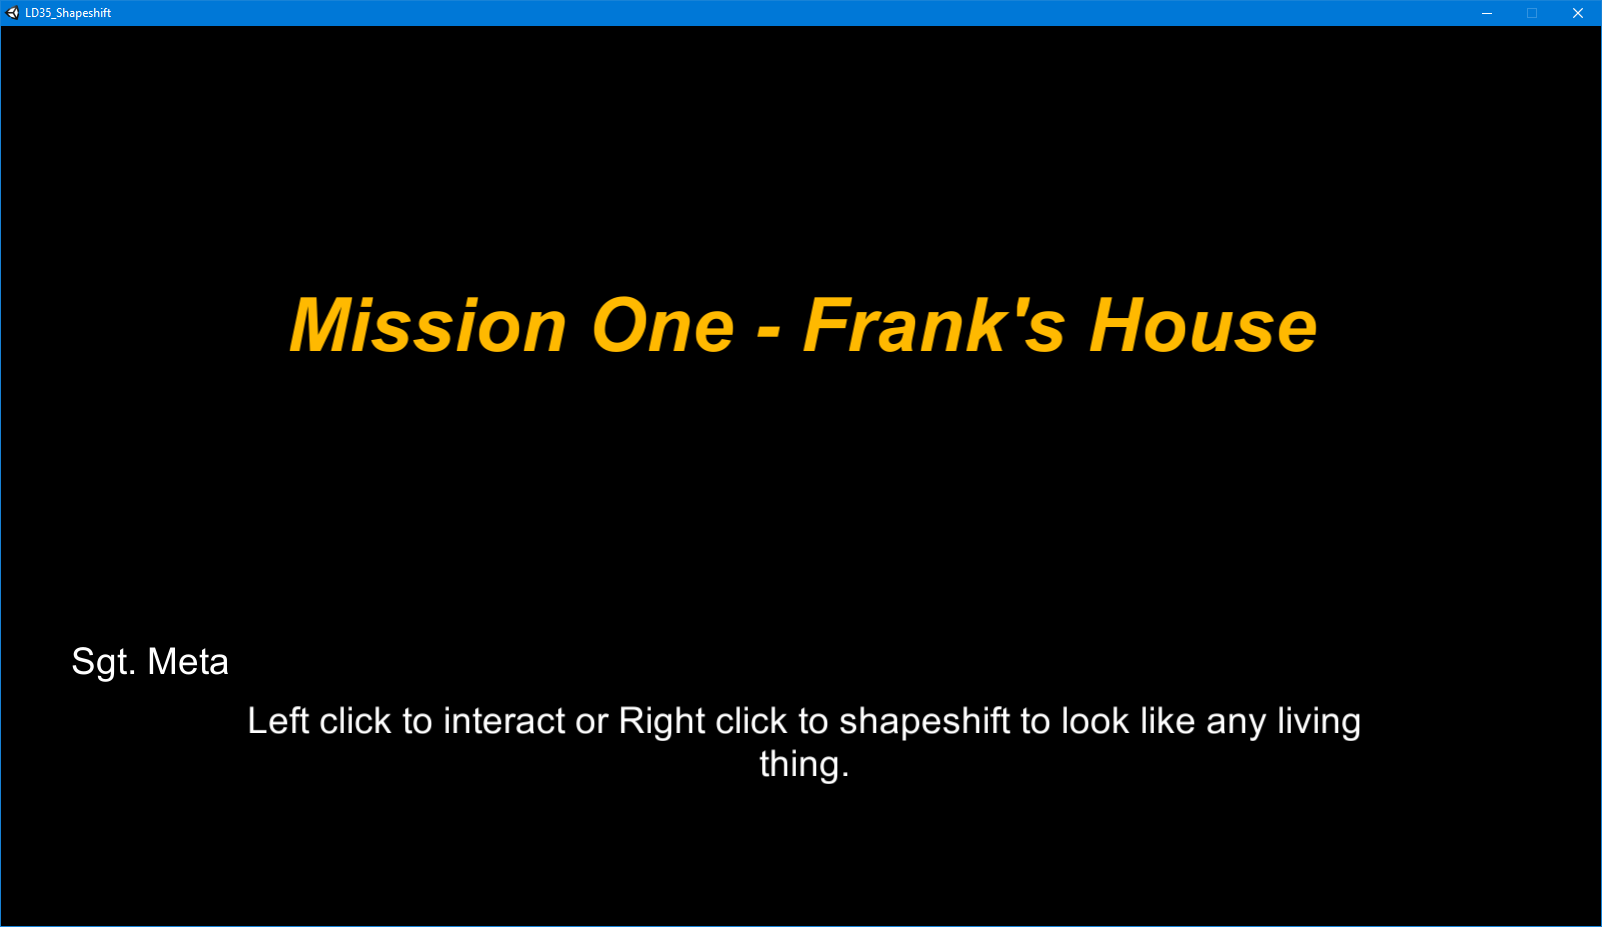 LD35_Shapeshift
Mission One - Frank's House
Sgt. Meta
Left click to interact or Right click to shapeshift to look like any living
thing.